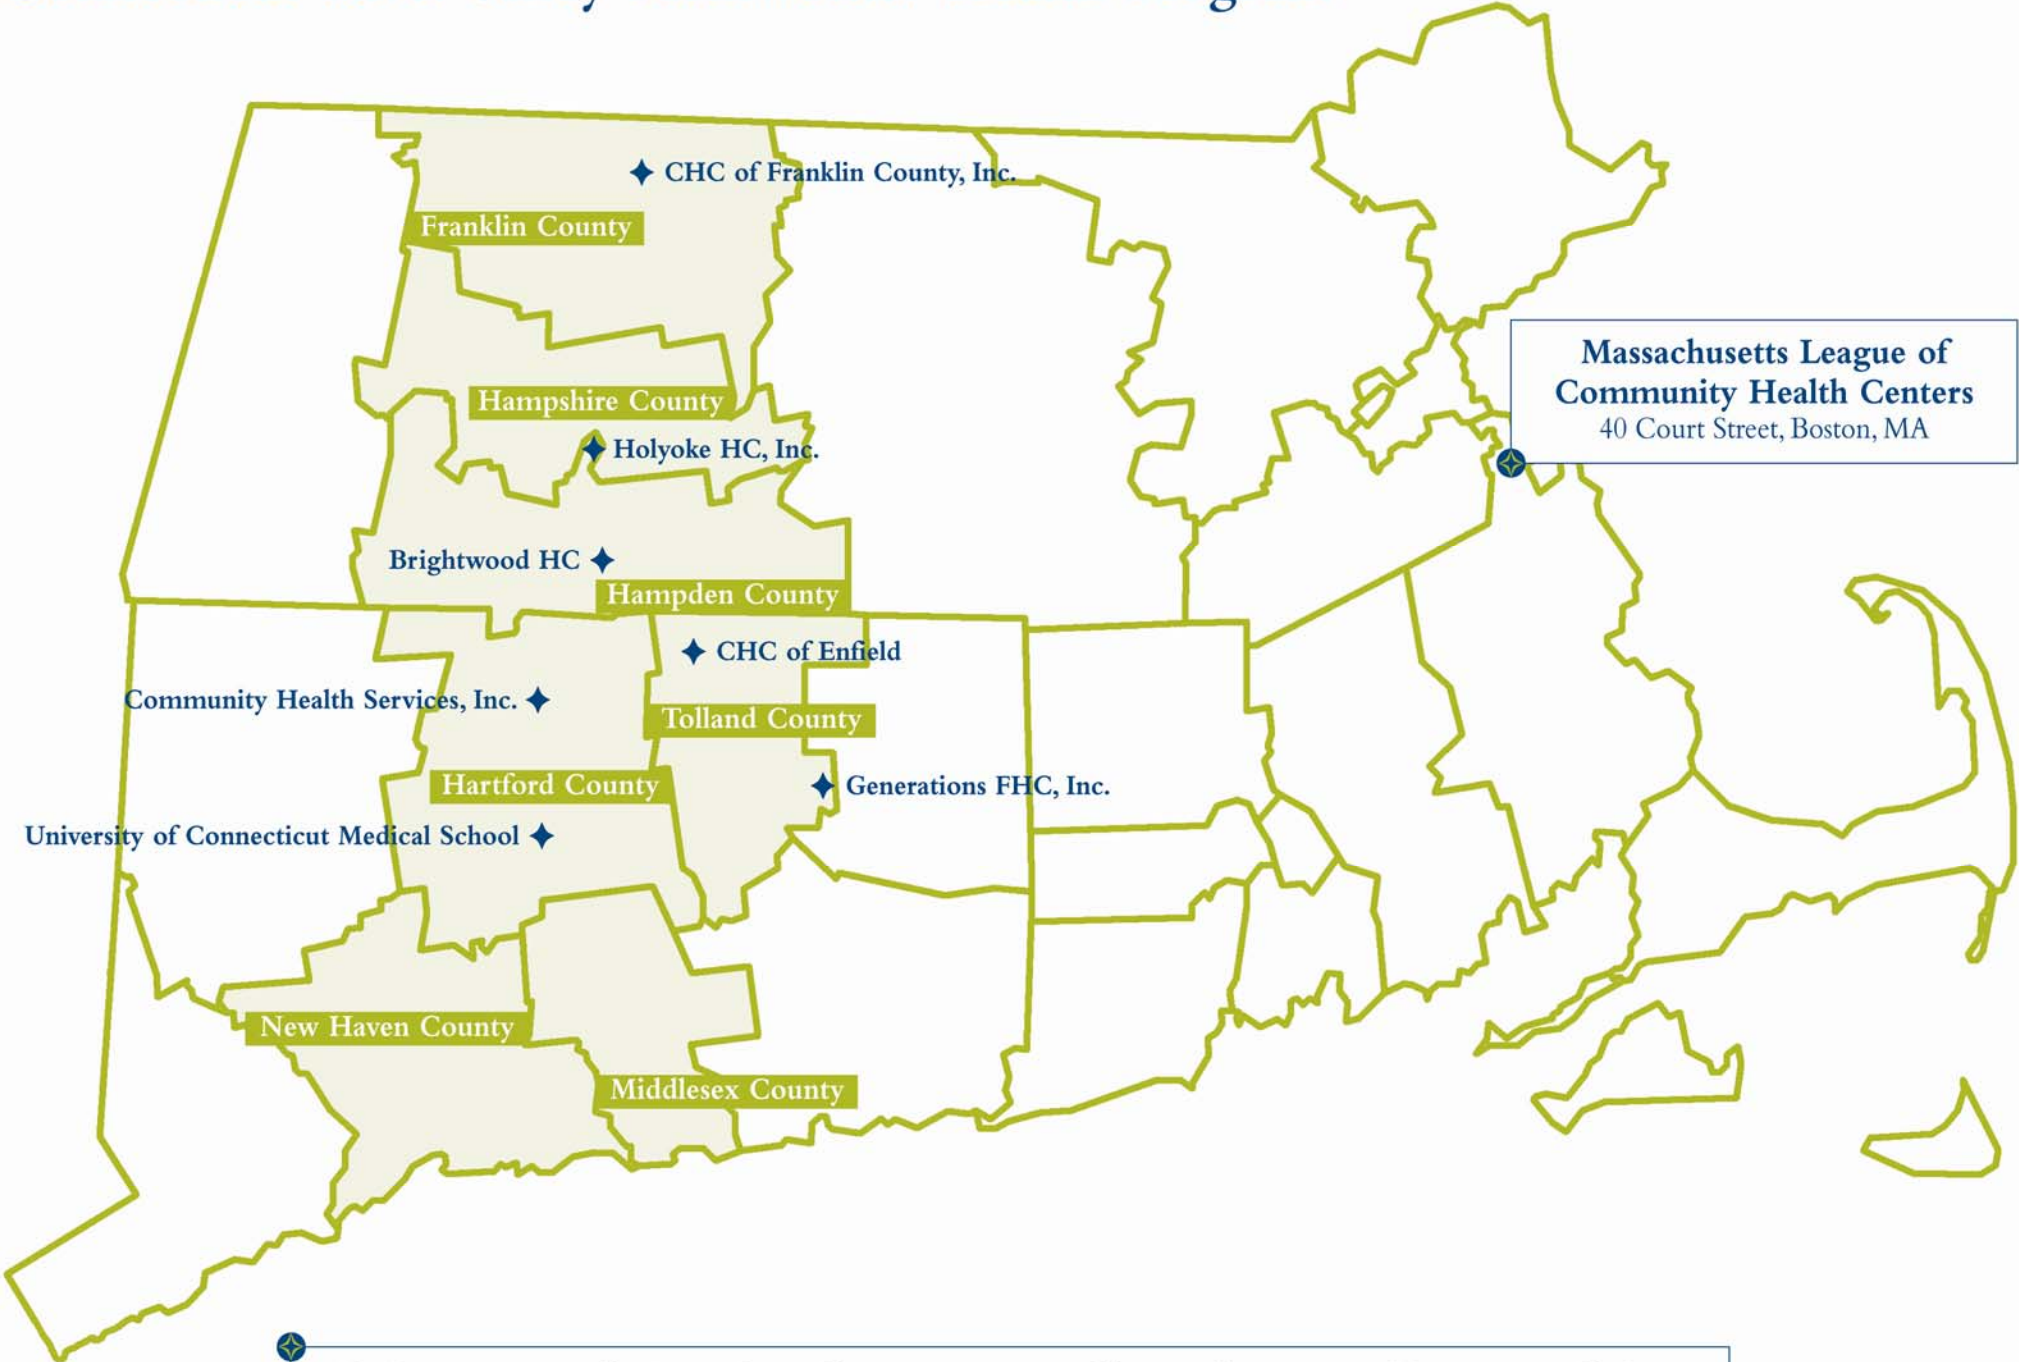 CHC of Franklin County, Inc.
Franklin County
Massachusetts League of
Community Health Centers
40 Court Street, Boston, MA
Hampshire County
Holyoke HC, Inc.
Brightwood HC
Hampden County
CHC of Enfield
Community Health Services, Inc.
Tolland County
Hartford County
Generations FHC, Inc.
University of Connecticut Medical School
New Haven County
Middlesex County